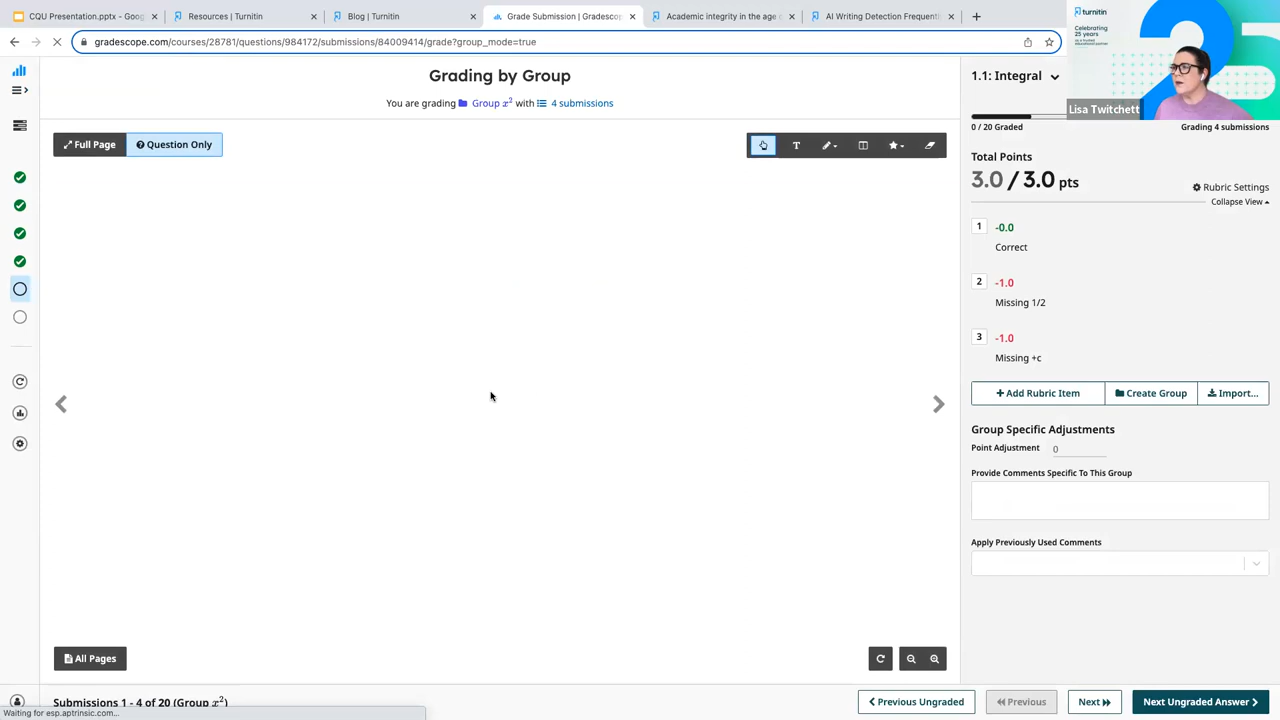 CQU Presentation.pptx - Goog
Resources | Turnitin
Blog | Turnitin
Grade Submission | Gradescop
Academic integrity in the age
AI Writing Detection Frequentl
gradescope.com/courses/28781/questions/984172/submissions/84009414/grade?group_mode=true
turnitin
Celebrating
25 years
Lisa Twitchett
Grading by Group
You are grading Group x² with 4 submissions
1.1: Integral
0 / 20 Graded
Grading 4 submissions
Full Page
Question Only
T
Total Points
3.0 / 3.0 pts
Rubric Settings
Collapse View
1 -0.0
Correct
2 -1.0
Missing 1/2
3 -1.0
Missing +c
+ Add Rubric Item
Create Group
Import...
Group Specific Adjustments
Point Adjustment 0
Provide Comments Specific To This Group
Apply Previously Used Comments
All Pages
Submissions 1 - 4 of 20 (Group x²)
Previous Ungraded
Previous
Next
Next Ungraded Answer
Waiting for esp.aptrinsic.com...